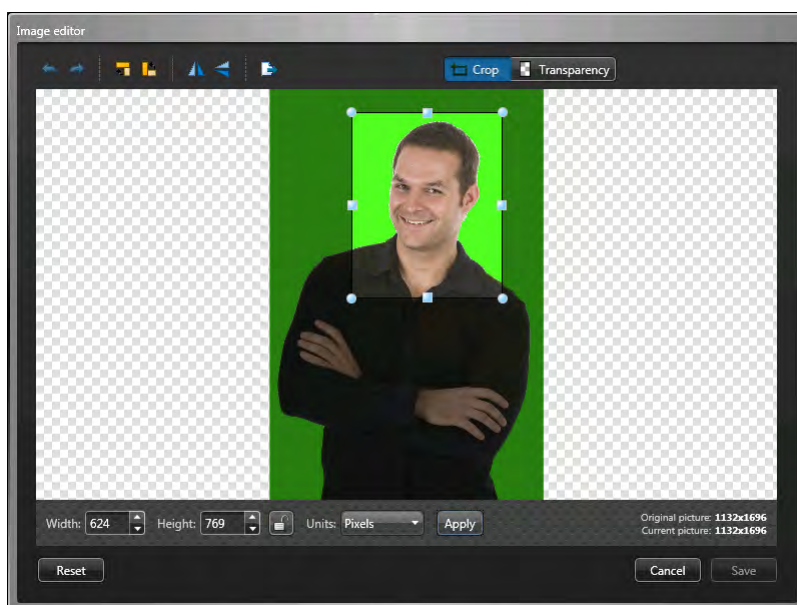 Image editor
Crop Transparency
Width: 624 Height: 769 Units: Pixels Apply
Original picture: 1132x1696
Current picture: 1132x1696
Reset Cancel Save